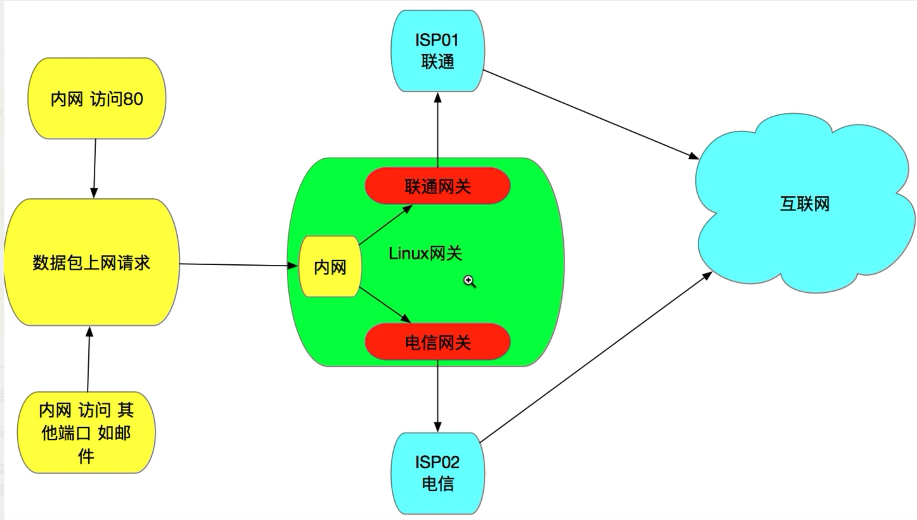 ISP01
联通
内网 访问80
联通网关
数据包上网请求
内网
Linux网关
互联网
电信网关
内网 访问 其
他端口 如邮
件
ISP02
电信